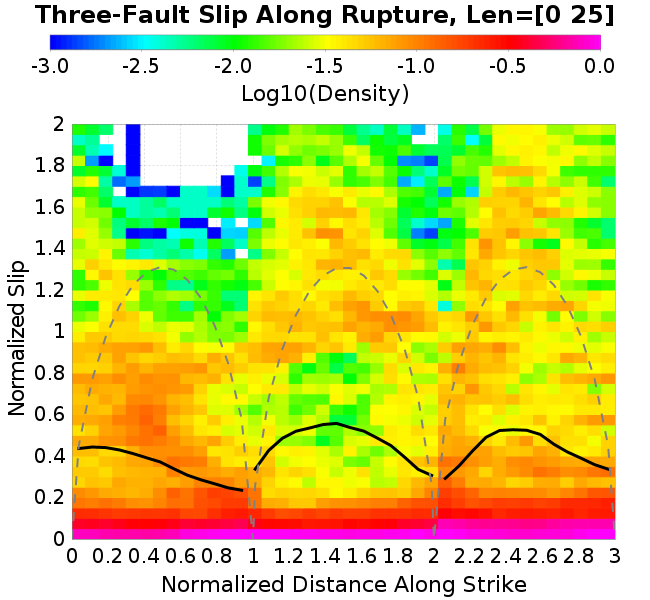 Three-Fault Slip Along Rupture, Len=[0 25]
-3.0 -2.5 -2.0 -1.5 -1.0 -0.5 0.0
Log10(Density)
2
1.8
1.6
1.4
1.2
1
0.8
0.6
0.4
0.2
0
Normalized Slip
0 0.2 0.4 0.6 0.8 1 1.2 1.4 1.6 1.8 2 2.2 2.4 2.6 2.8 3
Normalized Distance Along Strike